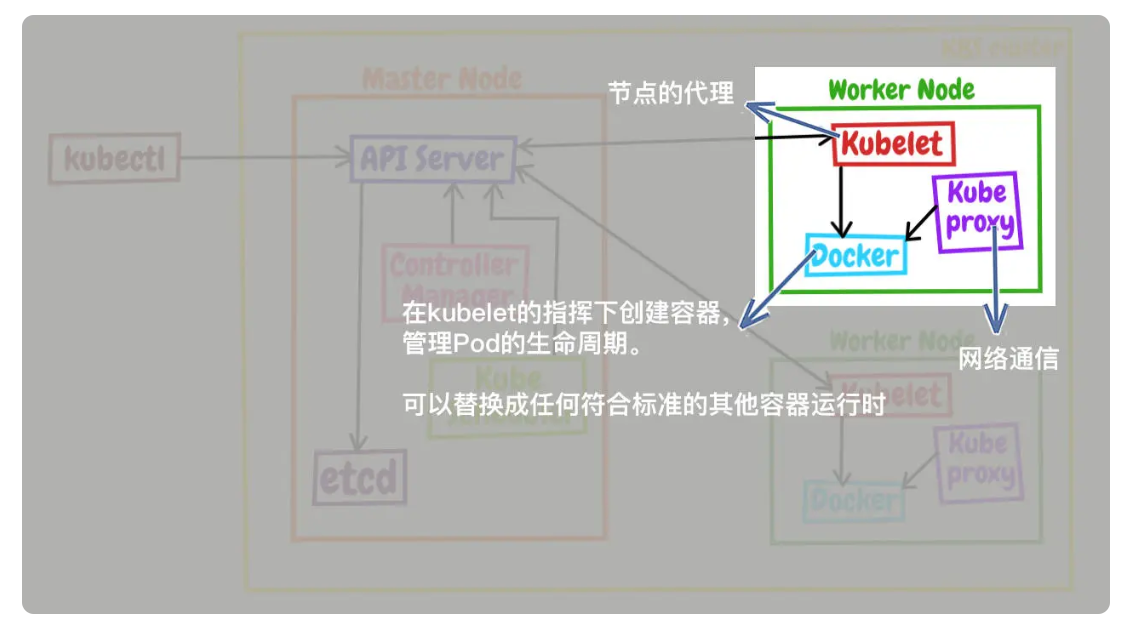 K8S cluster
Master Node
节点的代理
Worker Node
kubectl
API Server
Kubelet
Kube
proxy
Docker
Controller
Manager
在kubelet的指挥下创建容器，
管理Pod的生命周期。
Worker Node
网络通信
Kube
scheduler
可以替换成任何符合标准的其他容器运行时
Kubelet
etcd
Kube
proxy
Docker